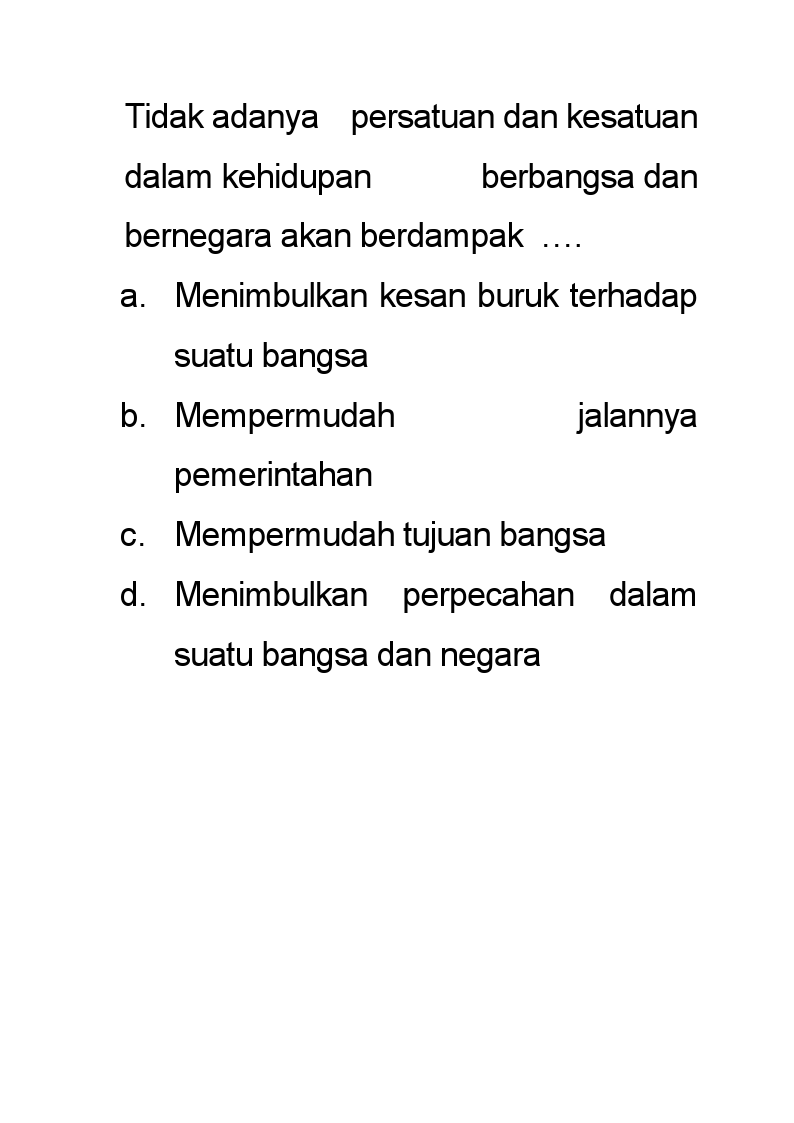 Tidak adanya persatuan dan kesatuan
dalam kehidupan berbangsa dan
bernegara akan berdampak ....
a. Menimbulkan kesan buruk terhadap
suatu bangsa
b. Mempermudah jalannya
pemerintahan
c. Mempermudah tujuan bangsa
d. Menimbulkan perpecahan dalam
suatu bangsa dan negara